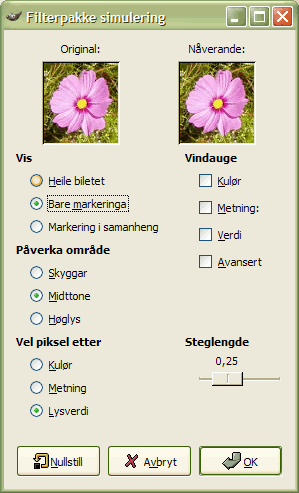 Filterpakke simulering
Original:
Nåverande:
Vis
Heile biletet
Bare markeringa
Markering i samanheng
Påverka område
Skyggar
Midttone
Høglys
Vel piksel etter
Kulør
Metning
Lysverdi
Vindauge
Kulør
Metning:
Verdi
Avansert
Steglengde
0,25
Nullstill
Avbryt
OK